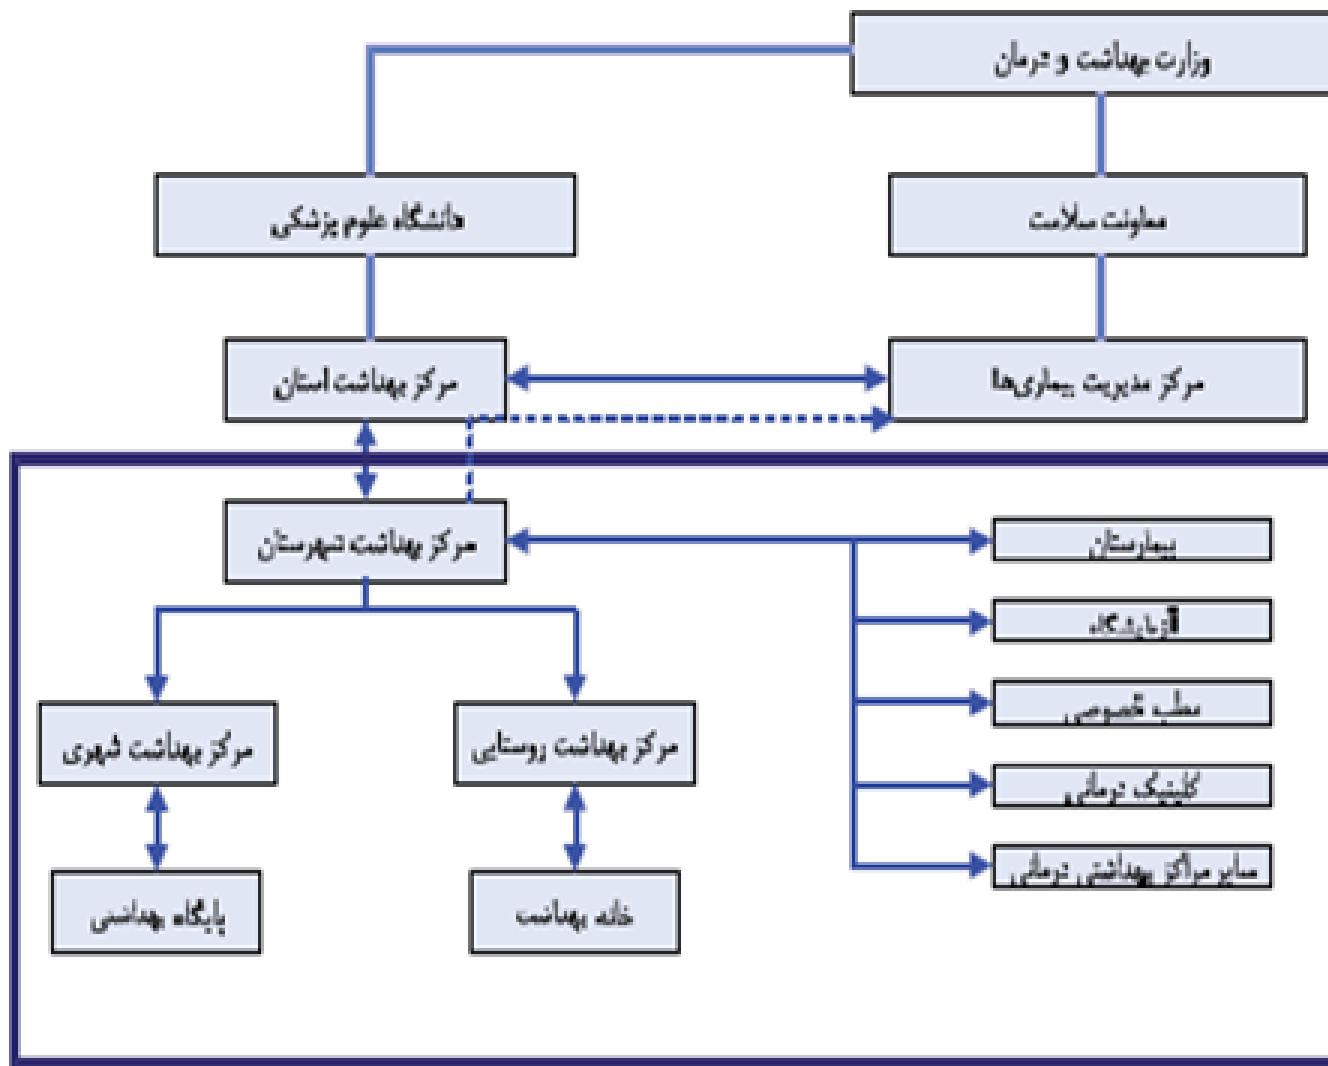 وزارت بهداشت و درمان
معاونت سلامت
دانشگاه علوم پزشکی
مرکز مدیریت بیماری‌ها
مرکز بهداشت استان
مرکز بهداشت شهرستان
بیمارستان
آزمایشگاه
مطب خصوصی
کلینیک درمانی
سایر مراکز بهداشتی درمانی
مرکز بهداشت روستایی
مرکز بهداشت شهری
خانه بهداشت
پایگاه بهداشتی